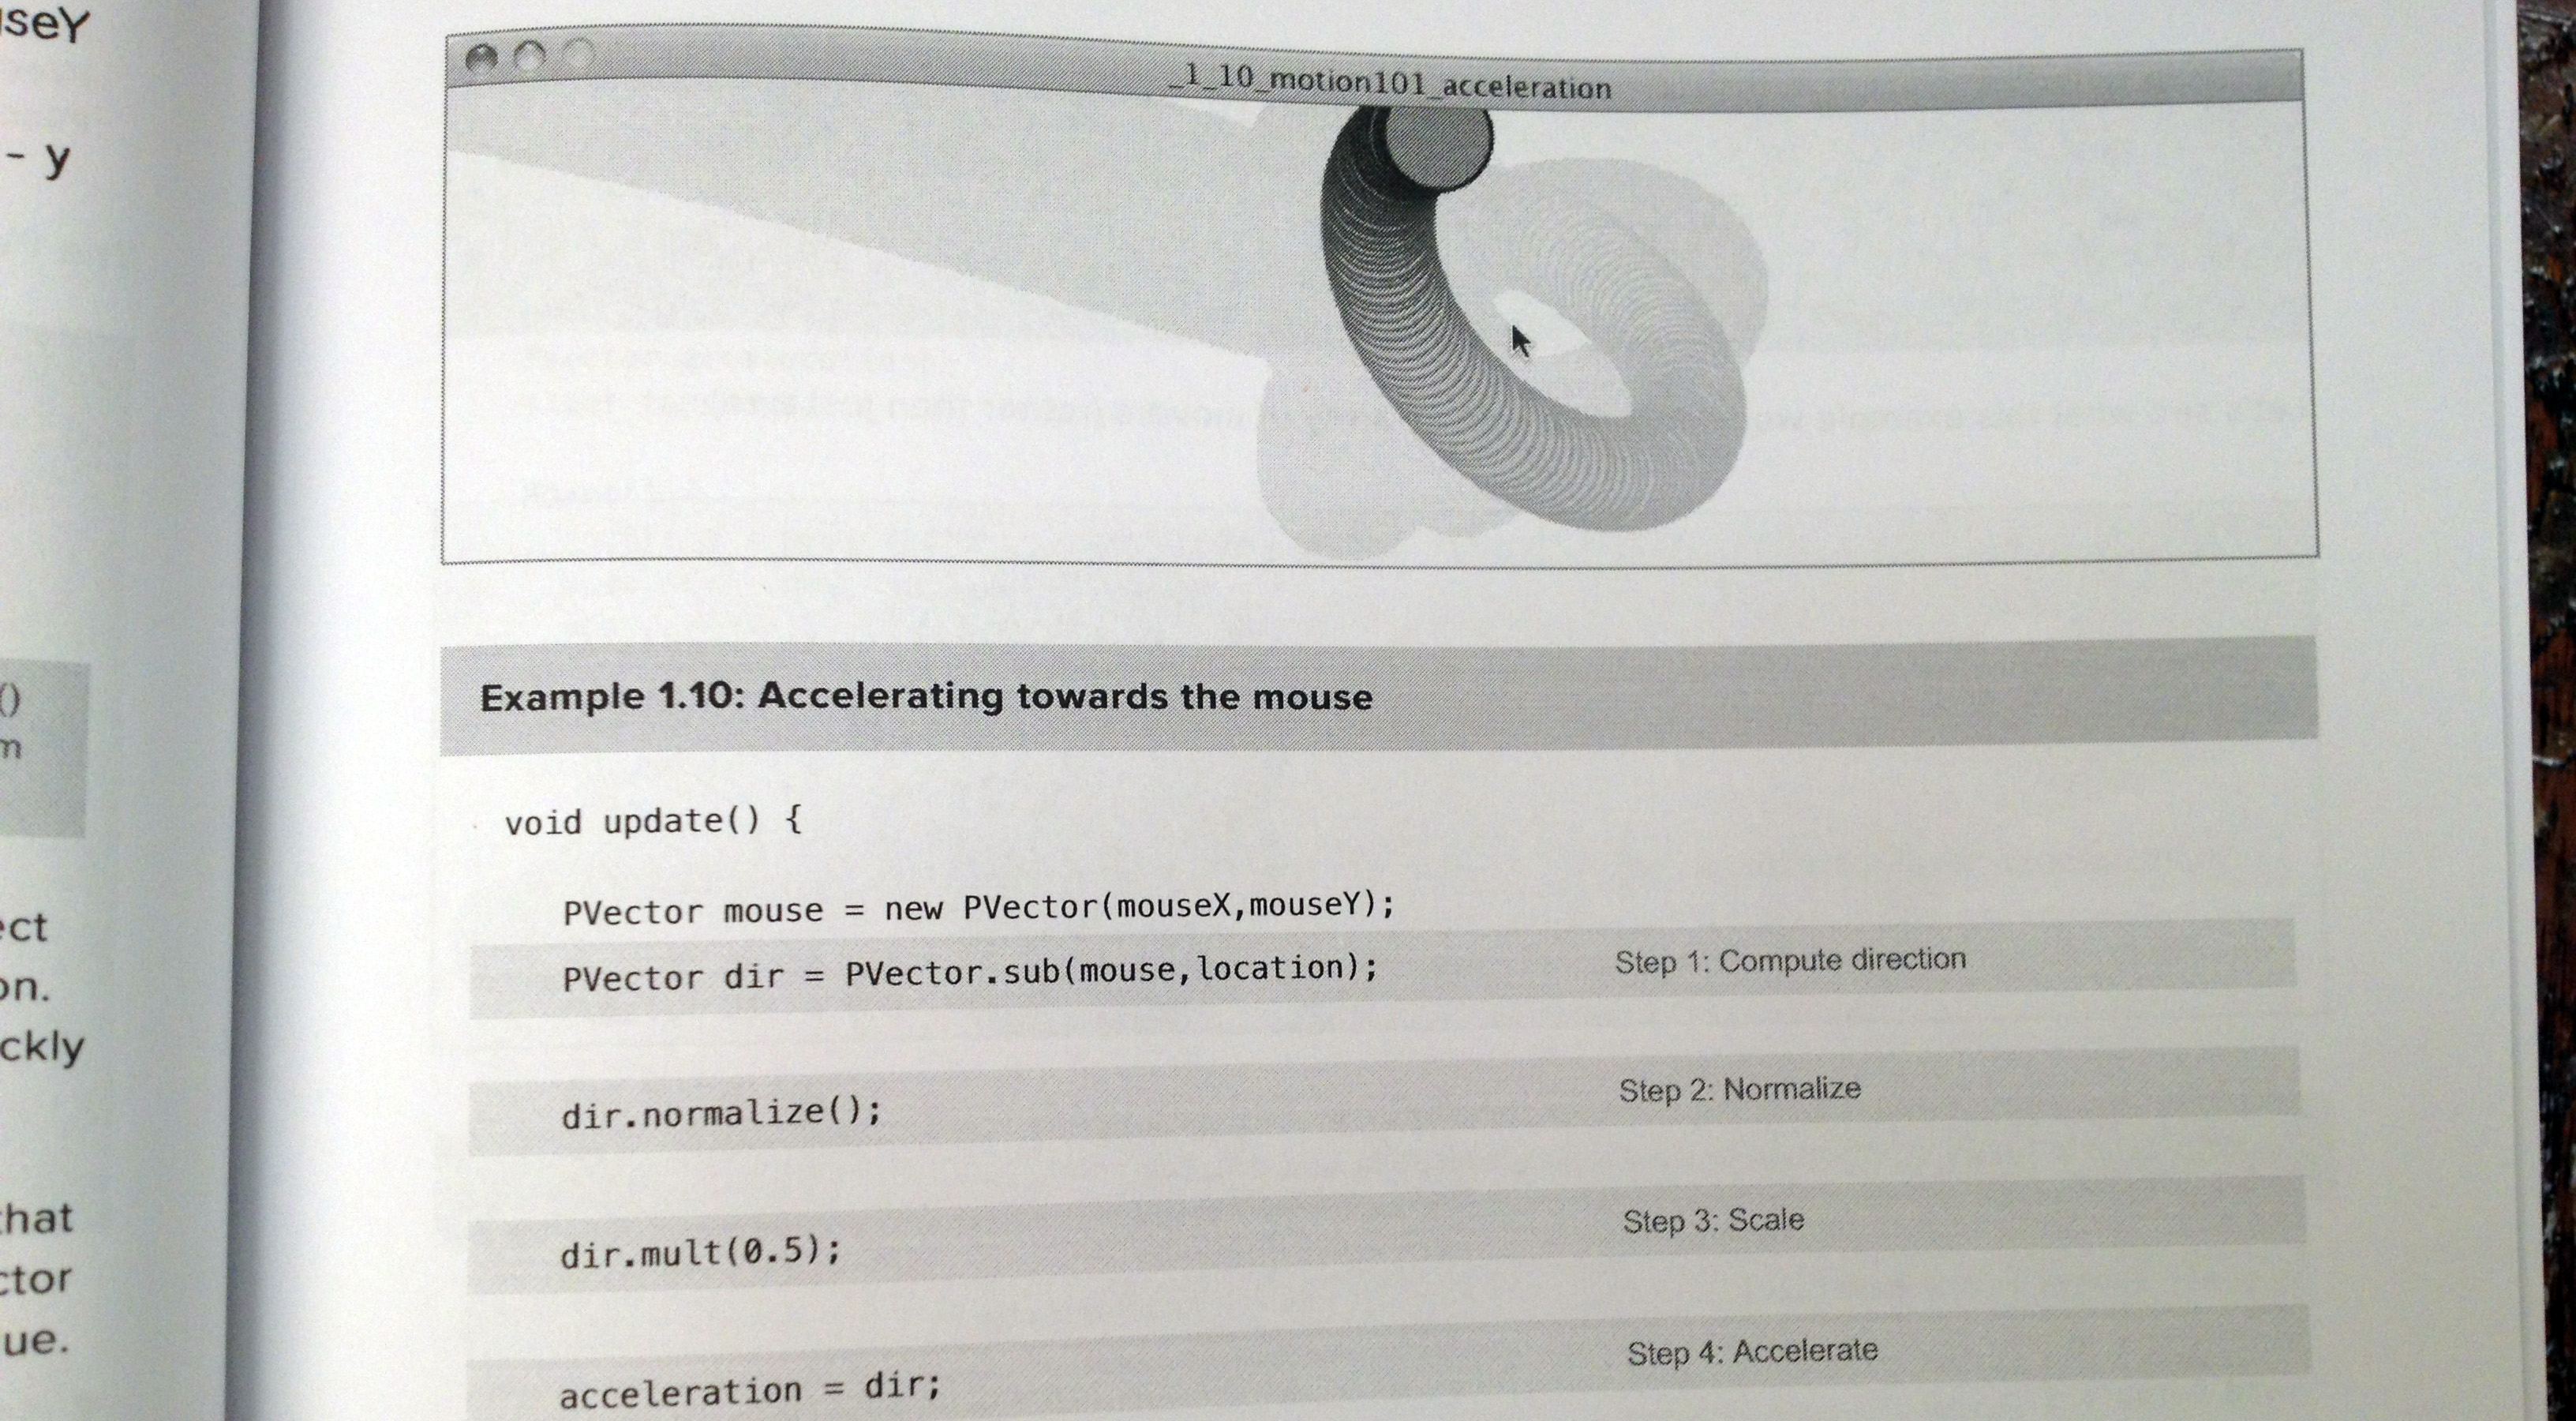 seY
- y
()
m
ect
on.
ckly
that
ctor
ue.
_1_10_motion101_acceleration
Example 1.10: Accelerating towards the mouse
void update() {
PVector mouse = new PVector(mouseX,mouseY);
PVector dir = PVector.sub(mouse,location); Step 1: Compute direction
dir.normalize(); Step 2: Normalize
dir.mult(0.5); Step 3: Scale
acceleration = dir; Step 4: Accelerate